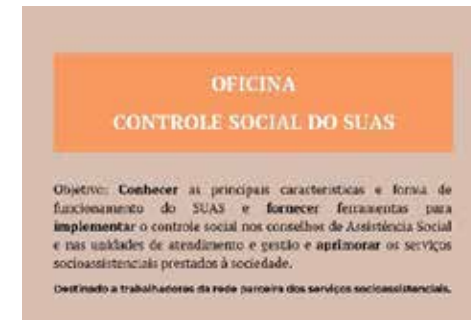 OFICINA
CONTROLE SOCIAL DO SUAS
Objetivo: Conhecer as principais características e forma de
funcionamento do SUAS e fornecer ferramentas para
implementar o controle social nos conselhos de Assistência Social
e nas unidades de atendimento e gestão e aprimorar os serviços
socioassistenciais prestados à sociedade.
Destinado a trabalhadores da rede parceira dos serviços socioassistenciais.